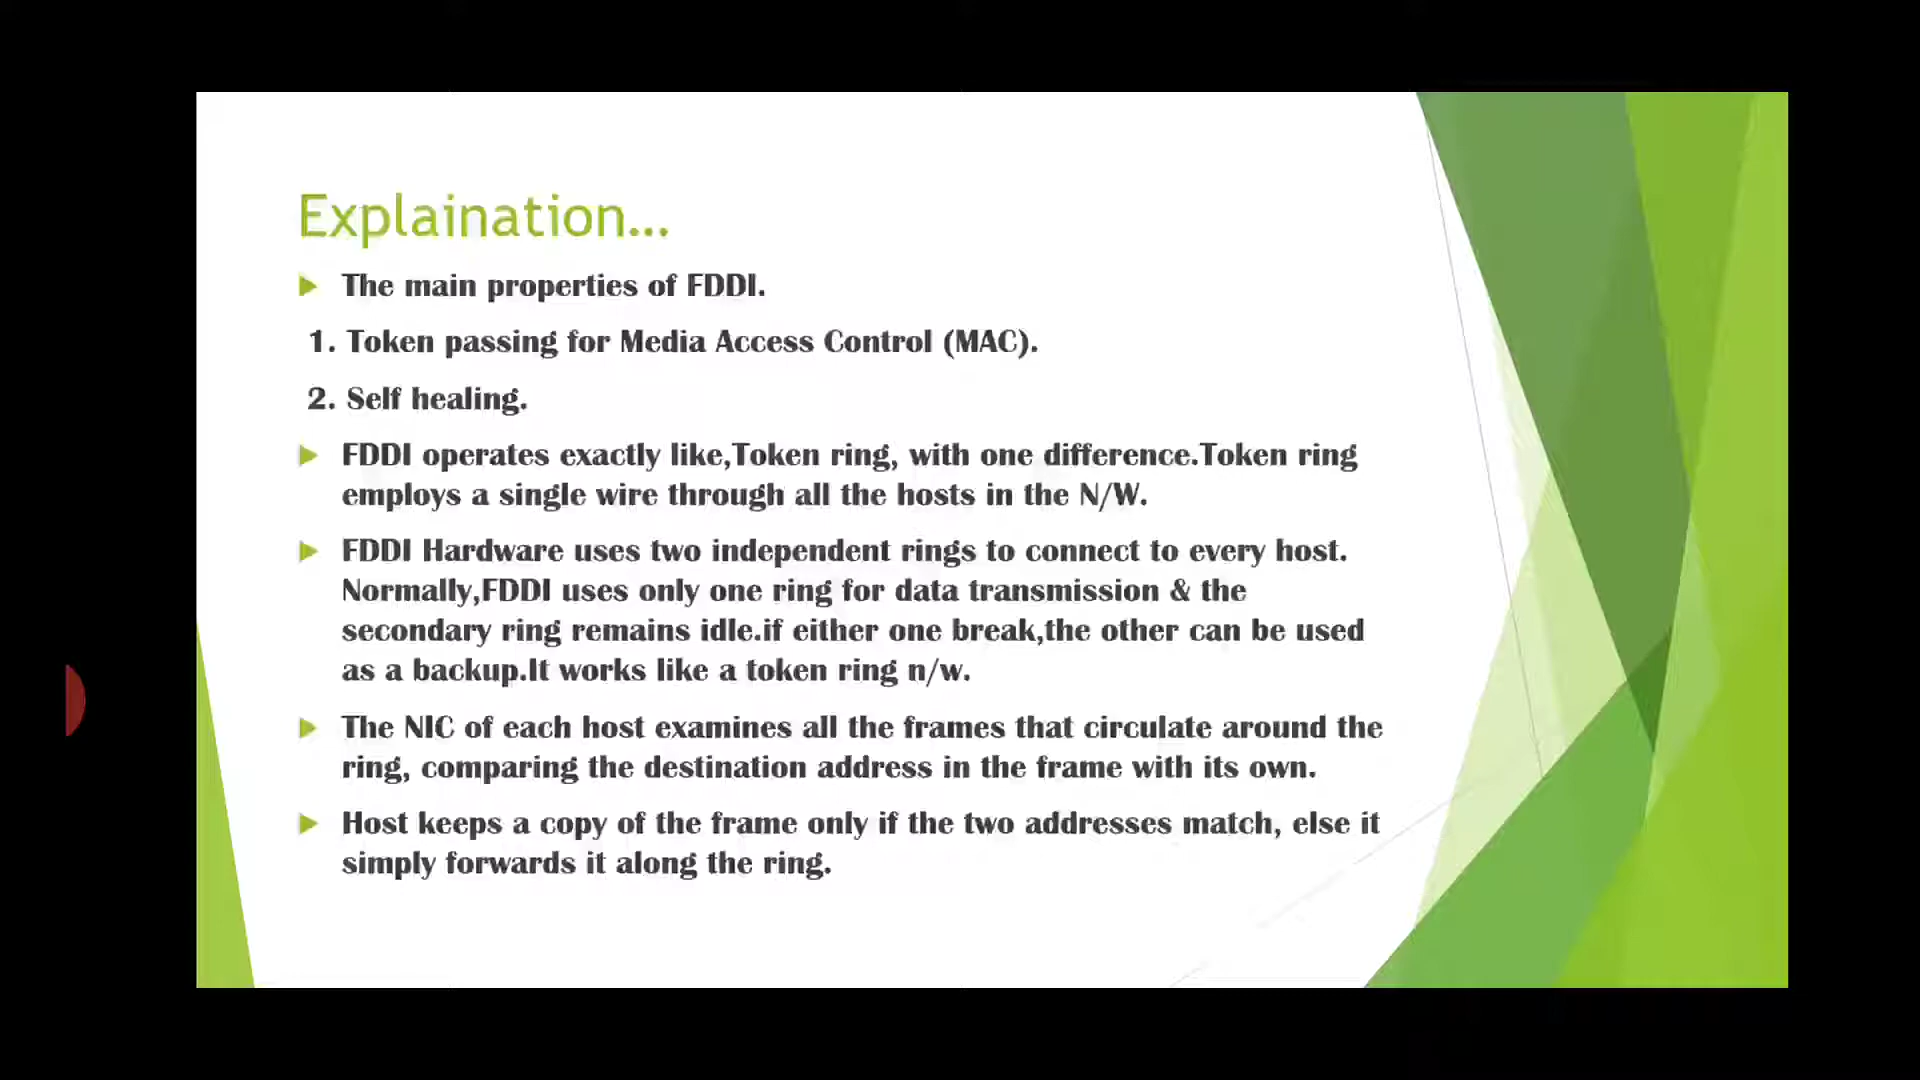 Explaination...
The main properties of FDDI.
1. Token passing for Media Access Control (MAC).
2. Self healing.
FDDI operates exactly like,Token ring, with one difference.Token ring
employs a single wire through all the hosts in the N/W.
FDDI Hardware uses two independent rings to connect to every host.
Normally,FDDI uses only one ring for data transmission & the
secondary ring remains idle.if either one break,the other can be used
as a backup.It works like a token ring n/w.
The NIC of each host examines all the frames that circulate around the
ring, comparing the destination address in the frame with its own.
Host keeps a copy of the frame only if the two addresses match, else it
simply forwards it along the ring.